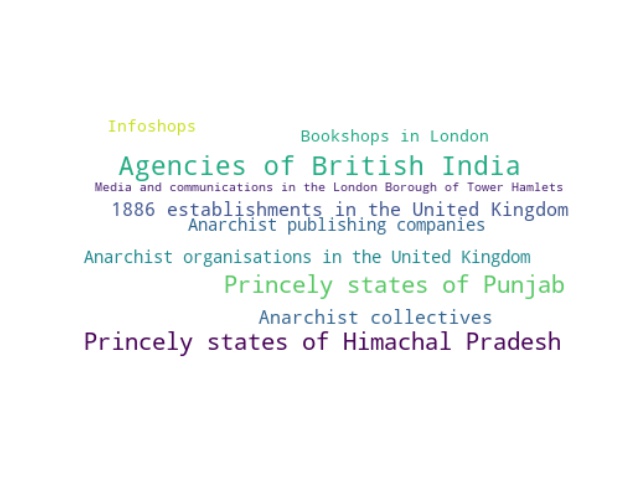 Infoshops
Bookshops in London
Agencies of British India
Media and communications in the London Borough of Tower Hamlets
1886 establishments in the United Kingdom
Anarchist publishing companies
Anarchist organisations in the United Kingdom
Princely states of Punjab
Anarchist collectives
Princely states of Himachal Pradesh